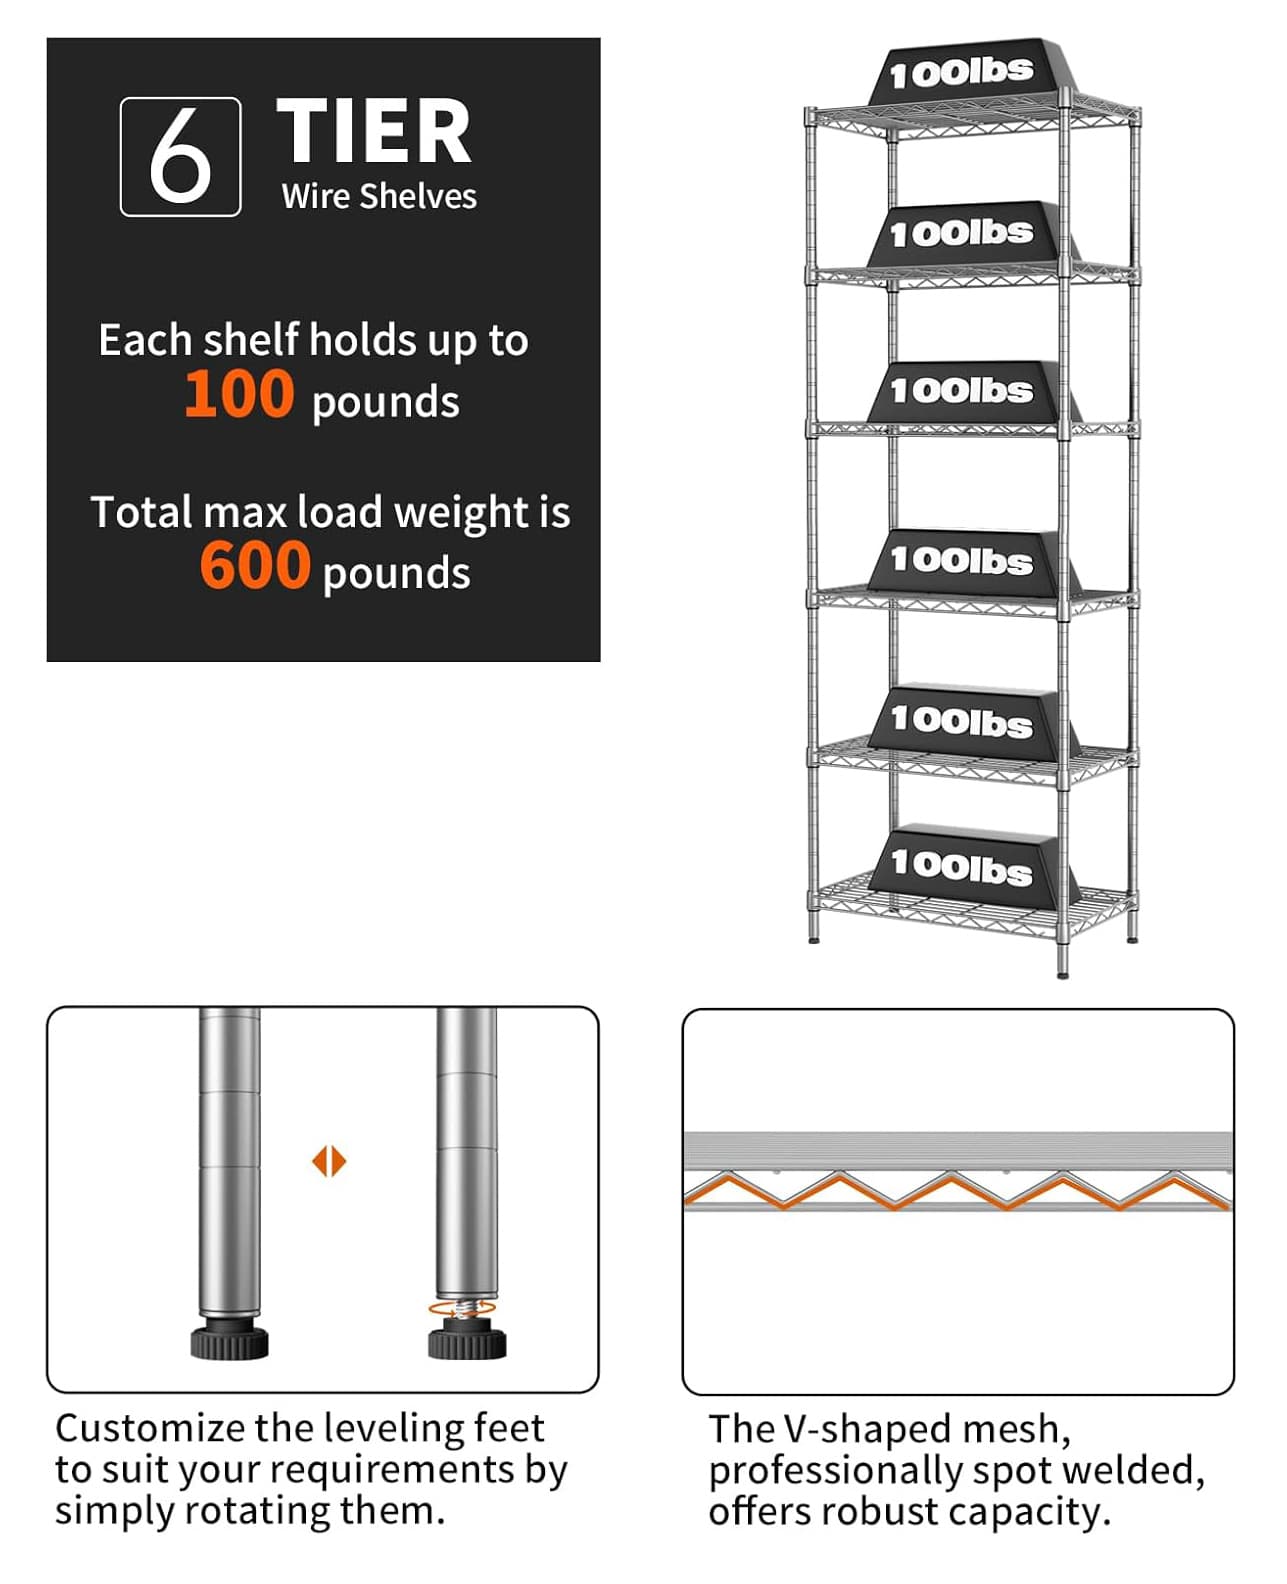 6 TIER
Wire Shelves
Each shelf holds up to
100 pounds
Total max load weight is
600 pounds
100lbs
100lbs
100lbs
100lbs
100lbs
100lbs
Customize the leveling feet
to suit your requirements by
simply rotating them.
The V-shaped mesh,
professionally spot welded,
offers robust capacity.